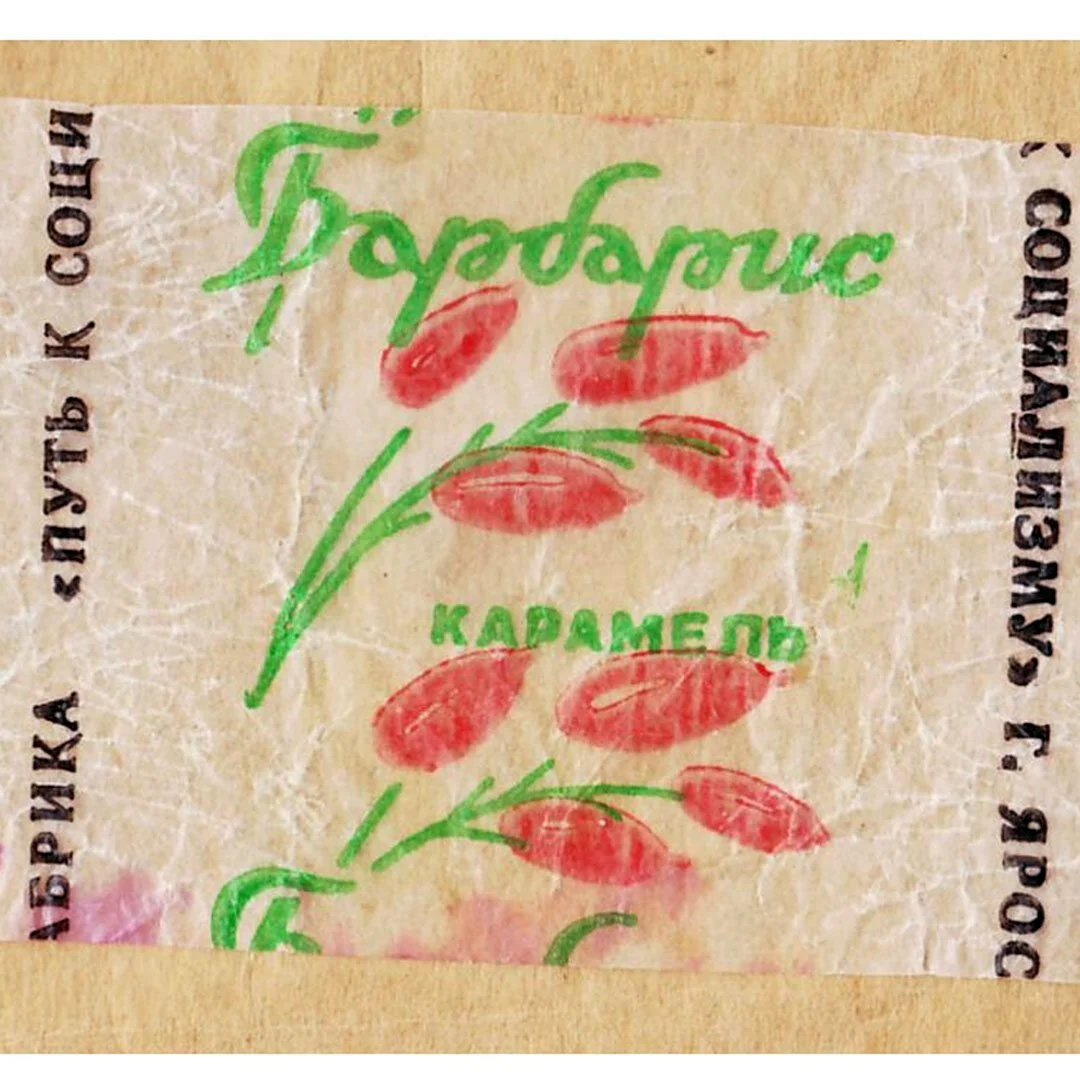 Барбарис
КАРАМЕЛЬ
АБРИКА «ПУТЬ К СОЦИ
К СОЦИАЛИЗМУ» Г. ЯРОС
Б